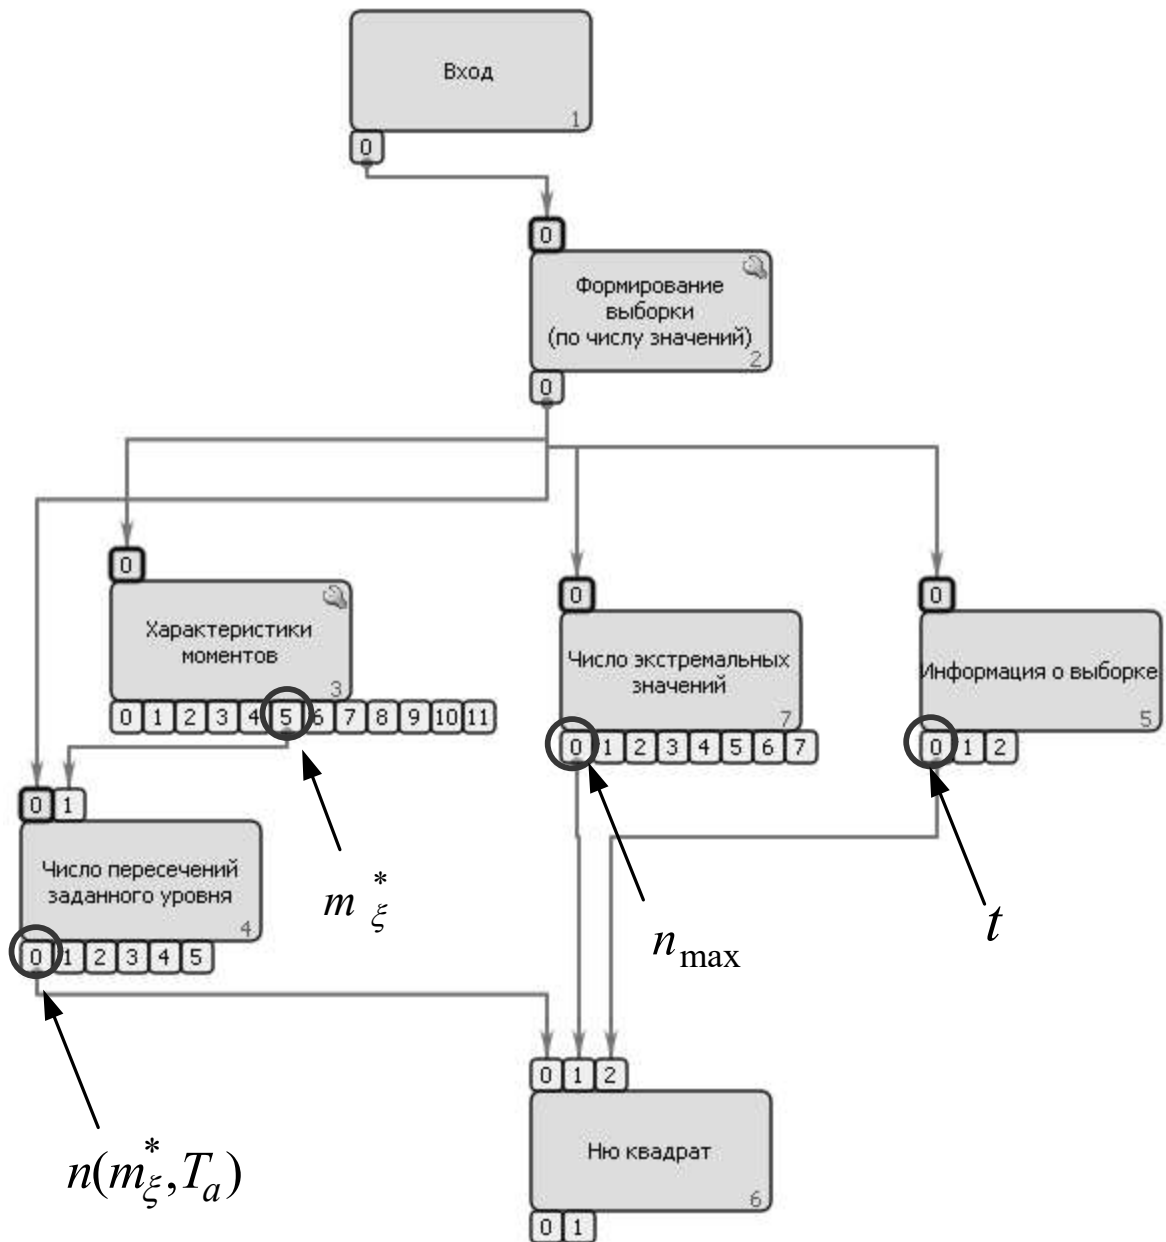 Вход
1
0
0
Формирование
выборки
(по числу значений)
2
0
0
Характеристики
моментов
3
0 1 2 3 4 5 6 7 8 9 10 11
0
Число экстремальных
значений
7
0 1 2 3 4 5 6 7
0
Информация о выборке
5
0 1 2
0 1
Число пересечений
заданного уровня
4
0 1 2 3 4 5
m*ξ
nmax
t
n(m*ξ,Ta)
0 1 2
Ню квадрат
6
0 1